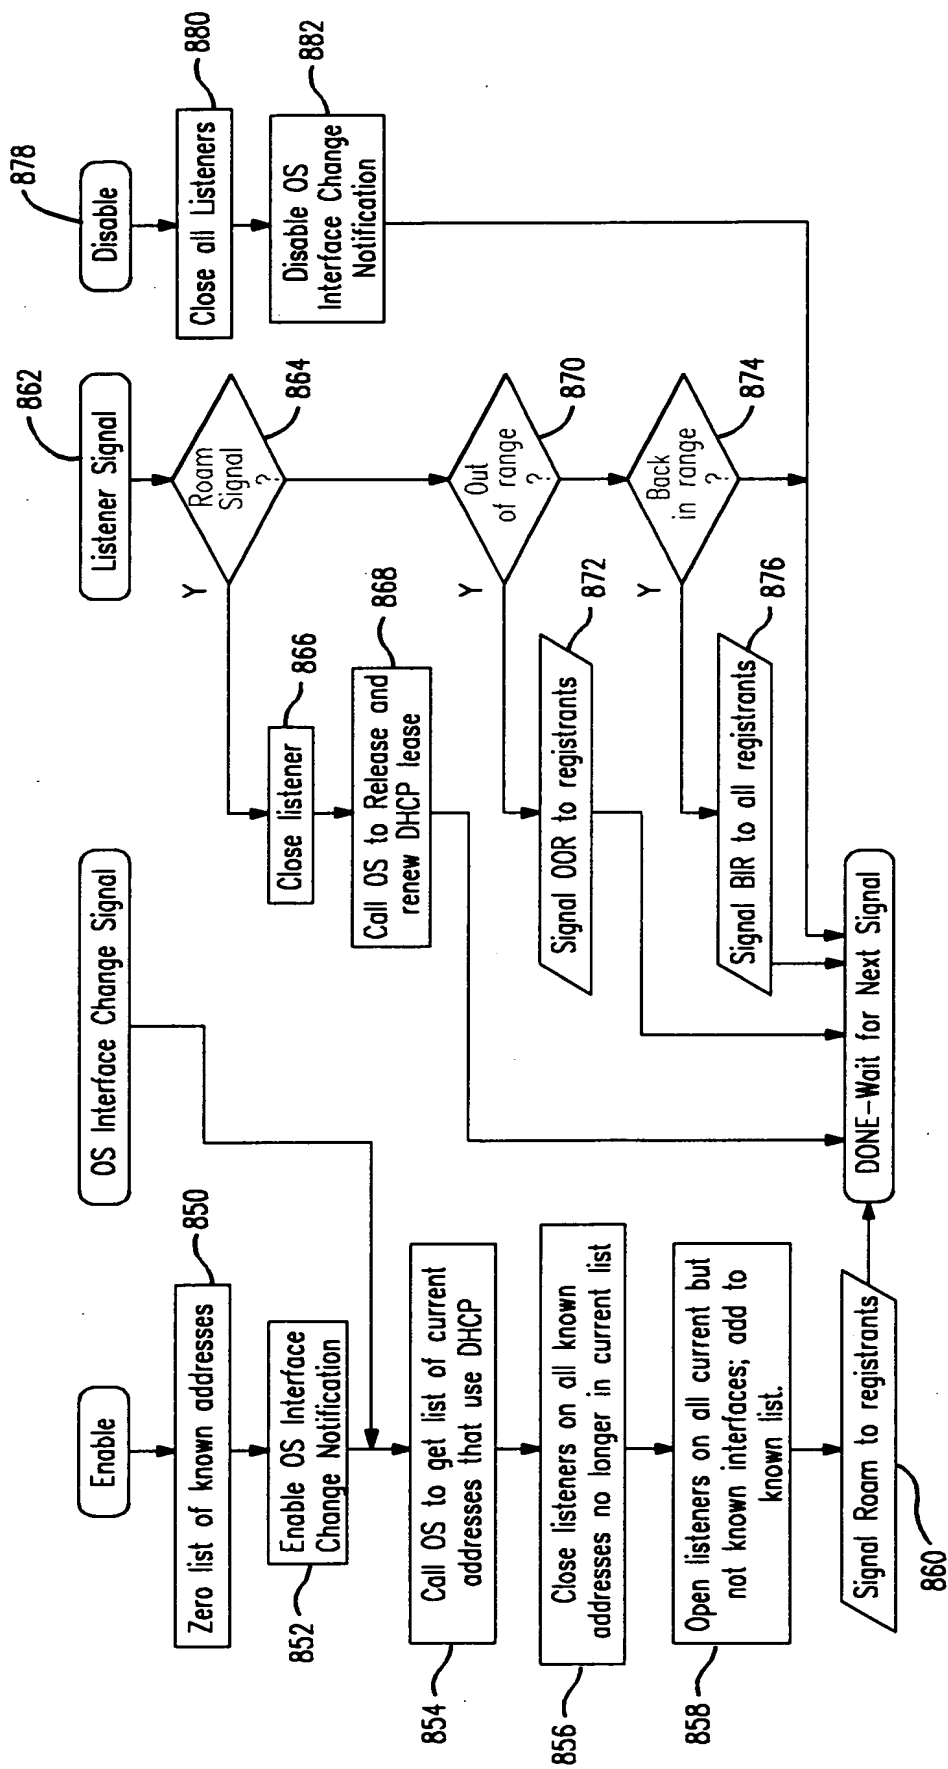 Enable
Zero list of known addresses
850
Enable OS Interface
Change Notification
852
Call OS to get list of current
addresses that use DHCP
854
Close listeners on all known
addresses no longer in current list
856
Open listeners on all current but
not known interfaces; add to
known list.
858
Signal Roam to registrants
860
OS Interface Change Signal
Listener Signal
862
Roam
Signal
?
864
Y
Close listener
866
Call OS to Release and
renew DHCP lease
868
Out
of range
?
870
Y
Signal OOR to registrants
872
Back
in range
?
874
Y
Signal BIR to all registrants
876
Disable
878
Close all Listeners
880
Disable OS
Interface Change
Notification
882
DONE-Wait for Next Signal